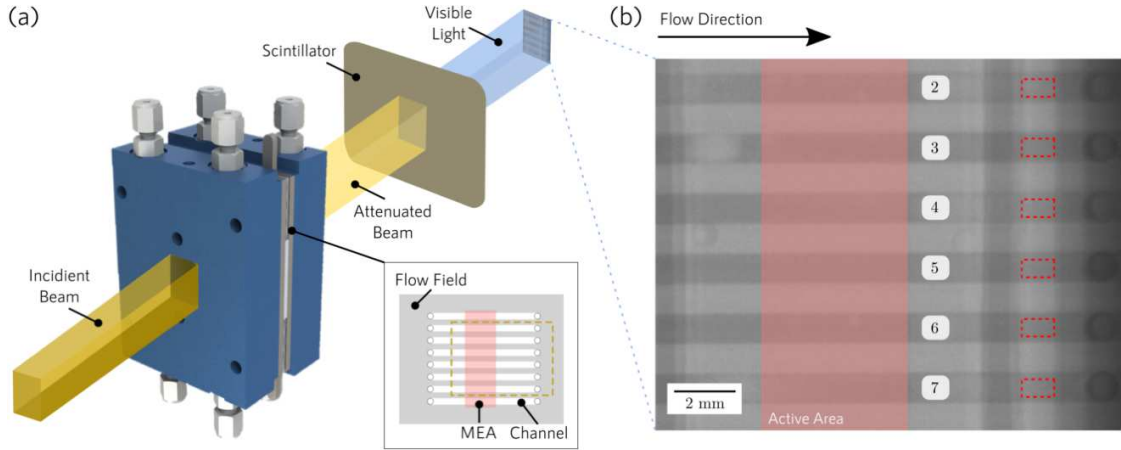 (a)
Visible
Light
Scintillator
Attenuated
Beam
Incident
Beam
Flow Field
MEA
Channel
(b)
Flow Direction
2
3
4
5
6
7
2 mm
Active Area